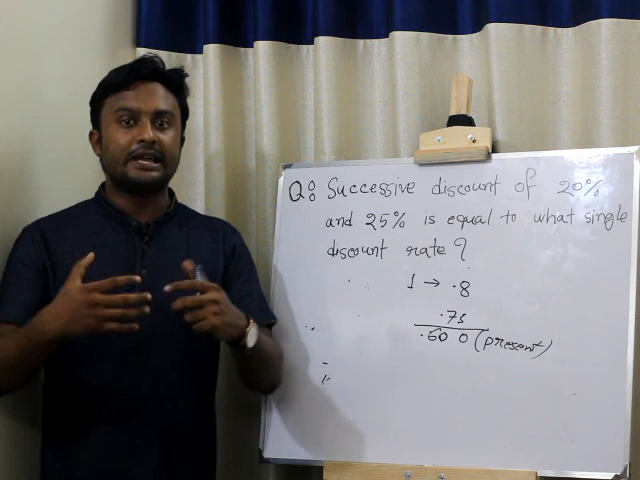 Q: Successive discount of 20%
and 25% is equal to what single
discount rate?
1 → .8
.75
.60 0 (present)